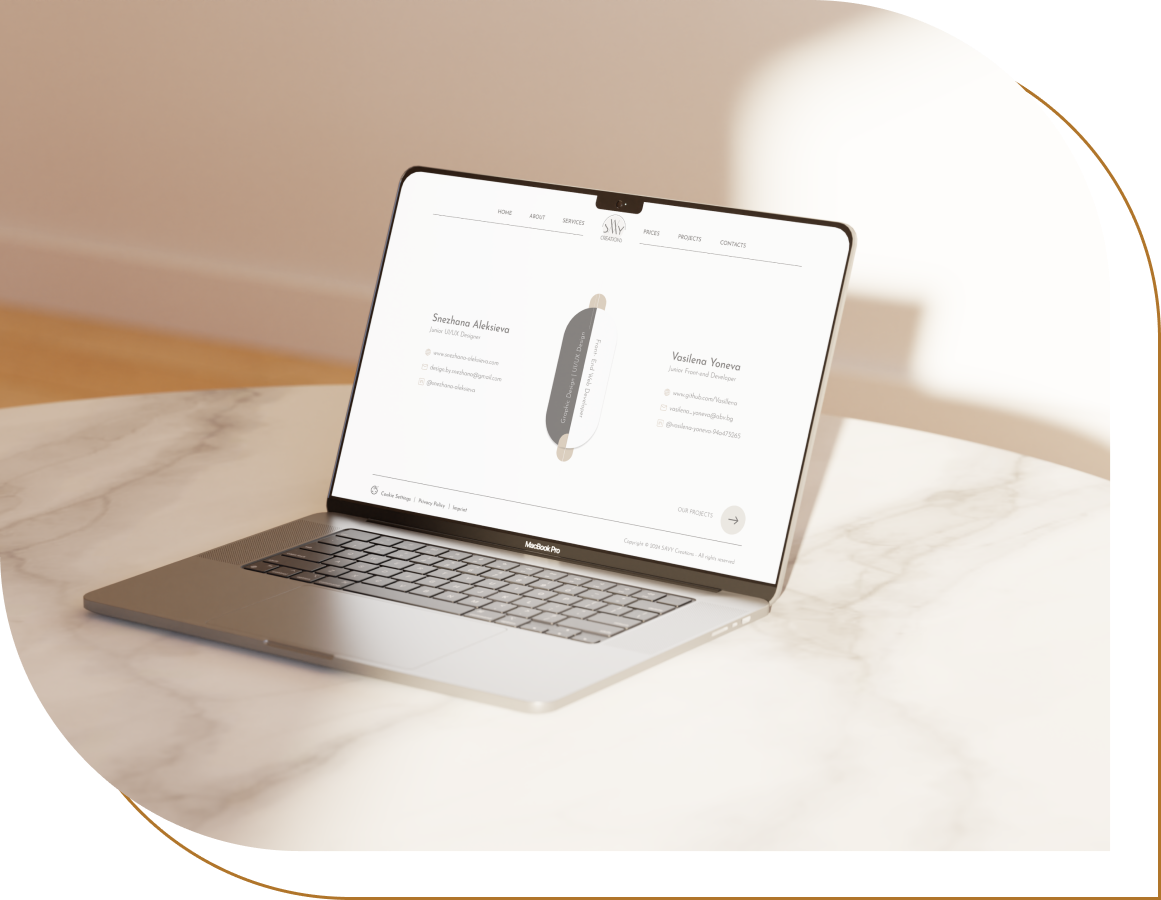 HOME ABOUT SERVICES
SAVY
CREATIONS
PRICES PROJECTS CONTACTS
Snezhana Aleksieva
Junior UI/UX Designer
www.snezhana-aleksieva.com
design.by.snezhana@gmail.com
@snezhana-aleksieva
Graphic Design | UI/UX Design
Front- End Web Developer
Vasilena Yoneva
Junior Front-end Developer
www.github.com/Vasilena
vasilena_yoneva@abv.bg
@vasilena-yoneva-94a475265
OUR PROJECTS
Cookie Settings | Privacy Policy | Imprint
Copyright © 2024 SAVY Creations . All rights reserved
MacBook Pro